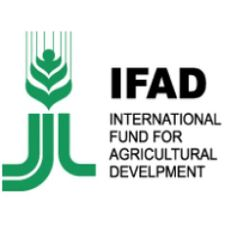 IFAD
INTERNATIONAL
FUND FOR
AGRICULTURAL
DEVELPMENT